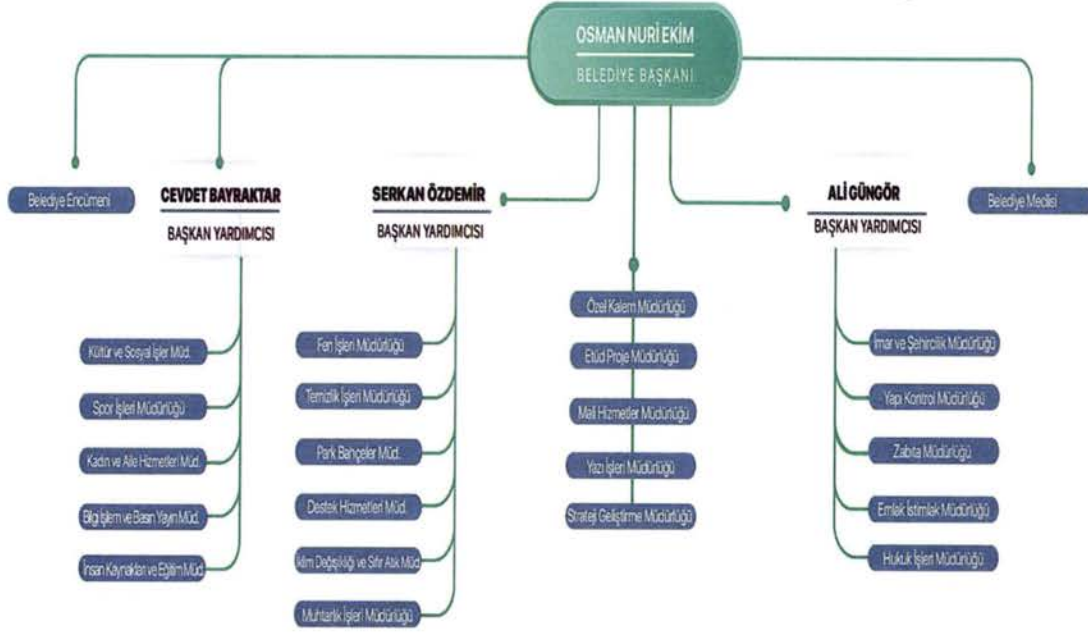 OSMAN NURİ EKİM
BELEDİYE BAŞKANI
Belediye Encümeni
CEVDET BAYRAKTAR
BAŞKAN YARDIMCISI
SERKAN ÖZDEMİR
BAŞKAN YARDIMCISI
ALİ GÜNGÖR
BAŞKAN YARDIMCISI
Belediye Meclisi
Kültür ve Sosyal İşler Müd.
Spor İşleri Müdürlüğü
Kadın ve Aile Hizmetleri Müd.
Bilgi İşlem ve Basın Yayın Müd.
İnsan Kaynakları ve Eğitim Müd
Fen İşleri Müdürlüğü
Temizlik İşleri Müdürlüğü
Park Bahçeler Müd.
Destek Hizmetleri Müd.
İklim Değişikliği ve Sıfır Atık Müd
Muhtarlık İşleri Müdürlüğü
Özel Kalem Müdürlüğü
Etüd Proje Müdürlüğü
Mali Hizmetler Müdürlüğü
Yazı İşleri Müdürlüğü
Strateji Geliştirme Müdürlüğü
İmar ve Şehircilik Müdürlüğü
Yapı Kontrol Müdürlüğü
Zabıta Müdürlüğü
Emlak İstimlak Müdürlüğü
Hukuk İşleri Müdürlüğü